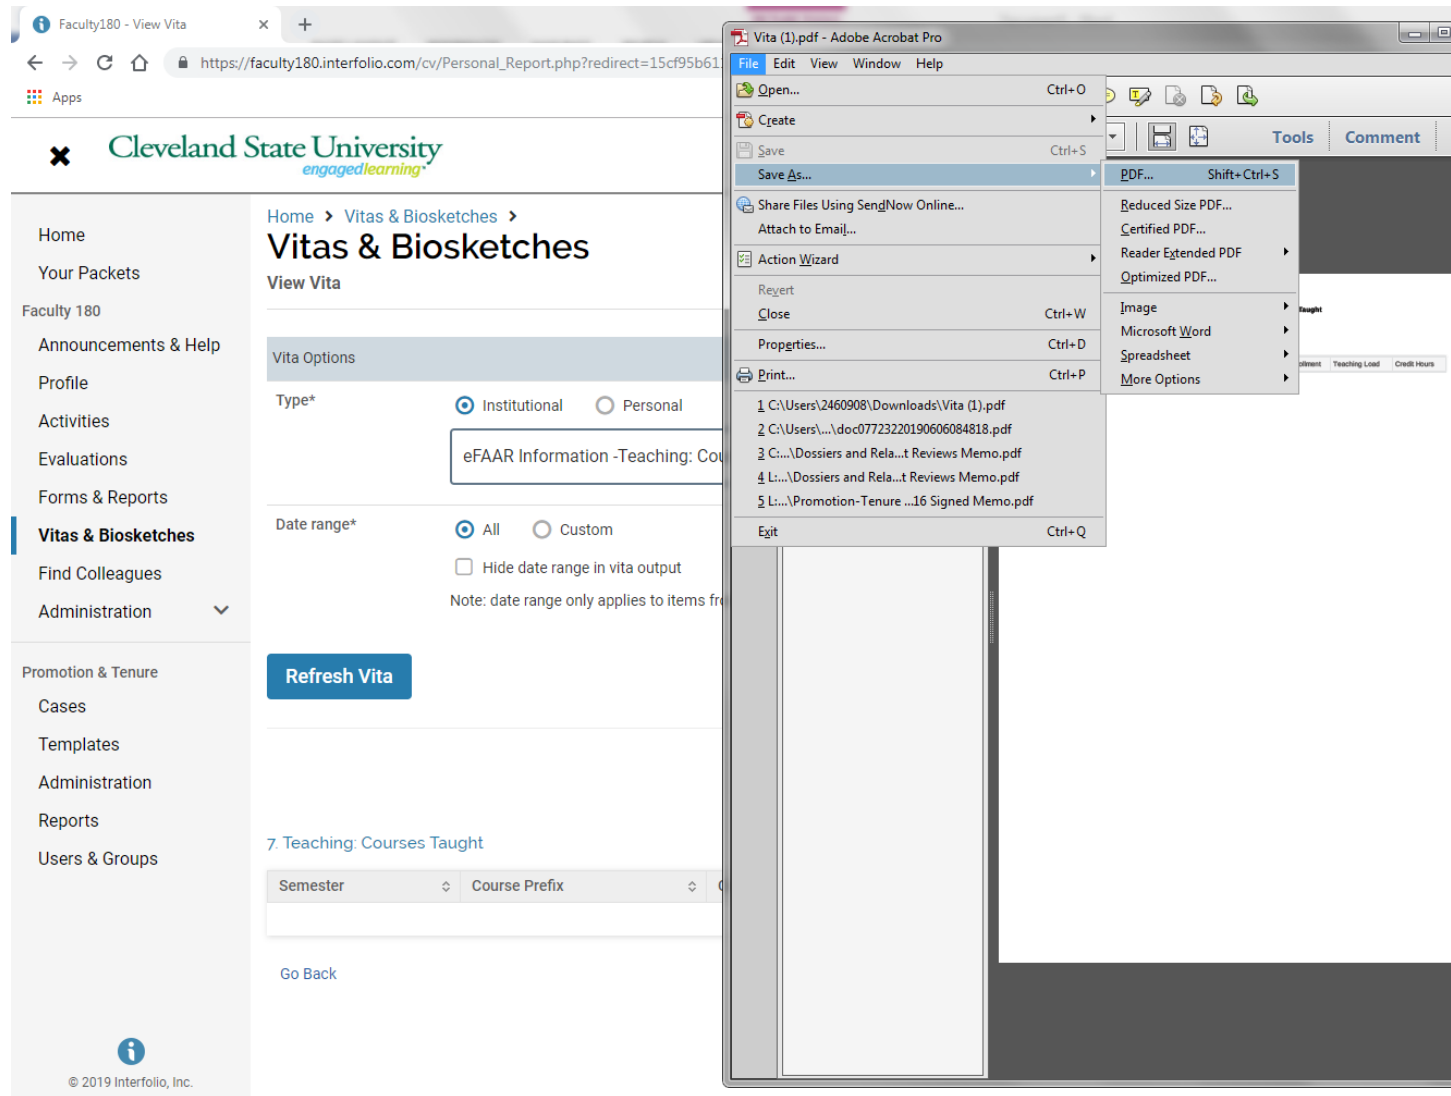 Faculty180 - View Vita
https://faculty180.interfolio.com/cv/Personal_Report.php?redirect=15cf95b61
Apps
Cleveland State University
engagedlearning
Home
Your Packets
Faculty 180
Announcements & Help
Profile
Activities
Evaluations
Forms & Reports
Vitas & Biosketches
Find Colleagues
Administration
Promotion & Tenure
Cases
Templates
Administration
Reports
Users & Groups
© 2019 Interfolio, Inc.
Home > Vitas & Biosketches >
Vitas & Biosketches
View Vita
Vita Options
Type*
Institutional Personal
eFAAR Information -Teaching: Cou
Date range*
All Custom
Hide date range in vita output
Note: date range only applies to items fro
Refresh Vita
7. Teaching: Courses Taught
Semester Course Prefix
Go Back
Vita (1).pdf - Adobe Acrobat Pro
File Edit View Window Help
Open... Ctrl+O
Create
Save Ctrl+S
Save As...
Share Files Using SendNow Online...
Attach to Email...
Action Wizard
Revert
Close Ctrl+W
Properties... Ctrl+D
Print... Ctrl+P
1 C:\Users\2460908\Downloads\Vita (1).pdf
2 C:\Users\...\doc07723220190606084818.pdf
3 C:...\Dossiers and Rela...t Reviews Memo.pdf
4 L:...\Dossiers and Rela...t Reviews Memo.pdf
5 L:...\Promotion-Tenure ...16 Signed Memo.pdf
Exit Ctrl+Q
Tools Comment
PDF... Shift+Ctrl+S
Reduced Size PDF...
Certified PDF...
Reader Extended PDF
Optimized PDF...
Image
Microsoft Word
Spreadsheet
More Options
Taught
ollment Teaching Load Credit Hours